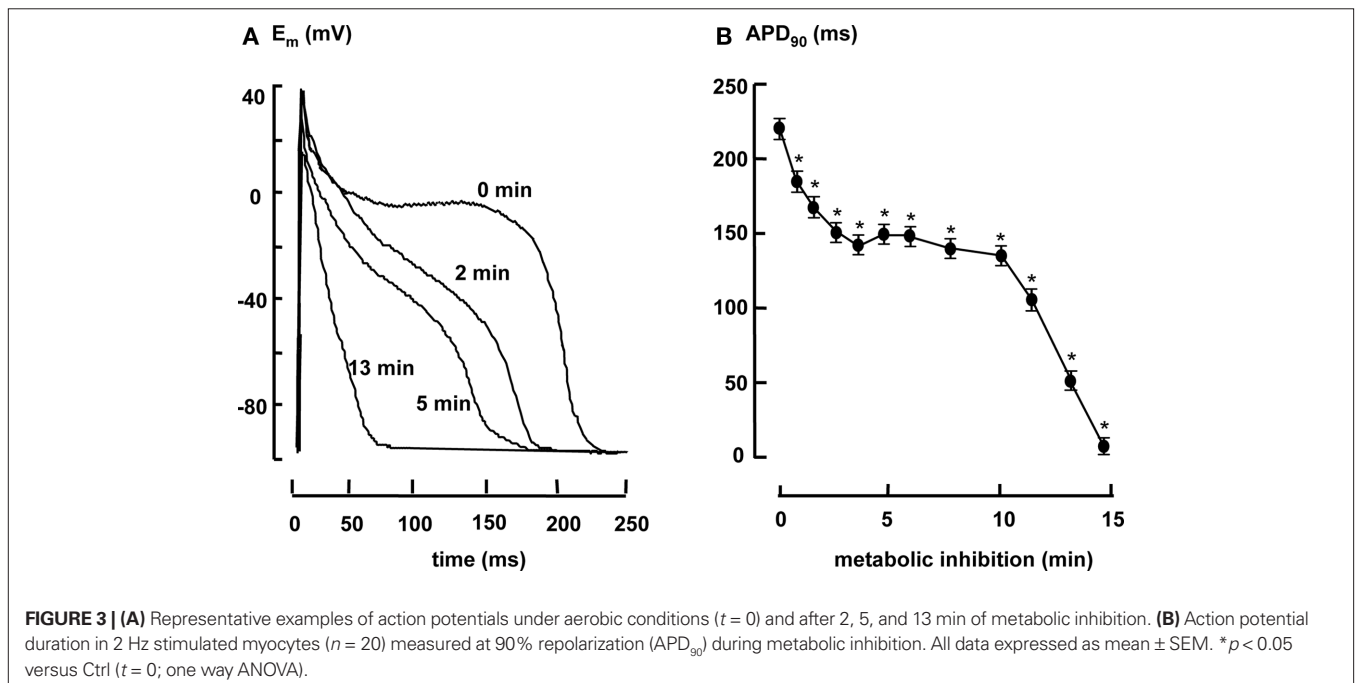 A Em (mV)
40
0
-40
-80
0 min
2 min
13 min
5 min
0 50 100 150 200 250
time (ms)
B APD90 (ms)
250
200
150
100
50
0
* * * * * * * * * * *
0 5 10 15
metabolic inhibition (min)
FIGURE 3 | (A) Representative examples of action potentials under aerobic conditions (t = 0) and after 2, 5, and 13 min of metabolic inhibition. (B) Action potential
duration in 2 Hz stimulated myocytes (n = 20) measured at 90% repolarization (APD90) during metabolic inhibition. All data expressed as mean ± SEM. *p < 0.05
versus Ctrl (t = 0; one way ANOVA).